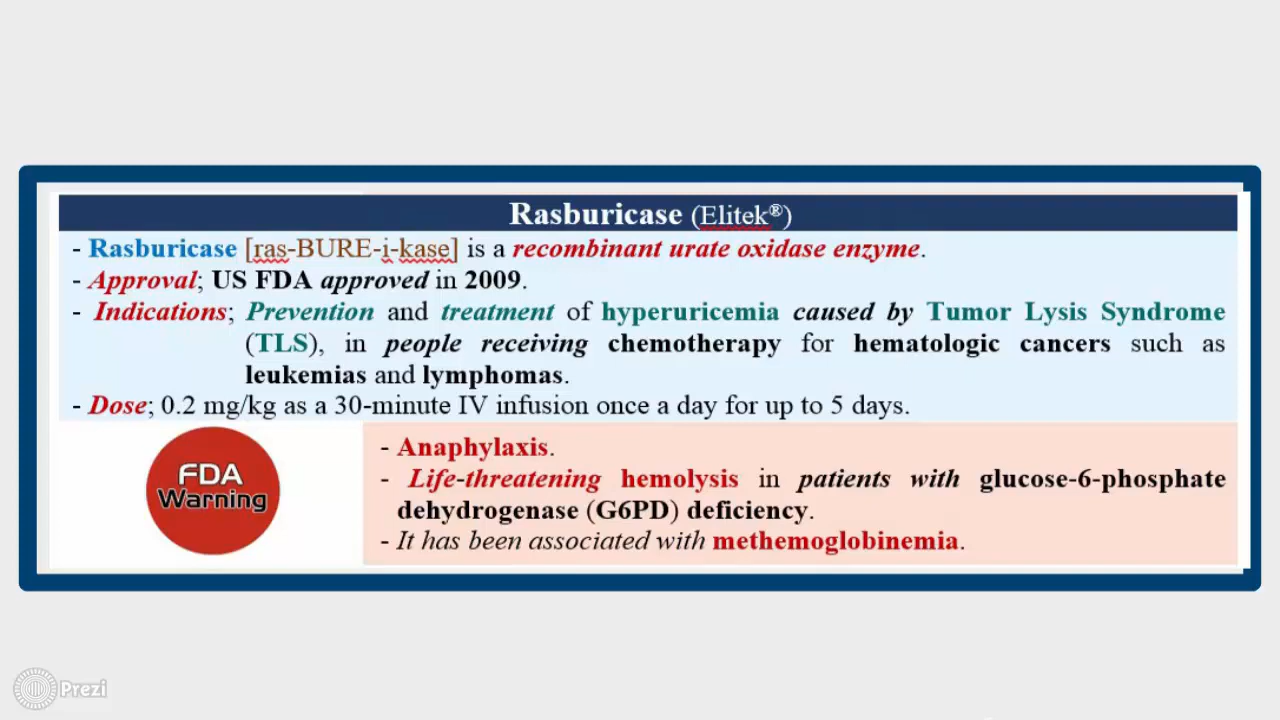 Rasburicase (Elitek®)
- Rasburicase [ras-BURE-i-kase] is a recombinant urate oxidase enzyme.
- Approval; US FDA approved in 2009.
- Indications; Prevention and treatment of hyperuricemia caused by Tumor Lysis Syndrome
(TLS), in people receiving chemotherapy for hematologic cancers such as
leukemias and lymphomas.
- Dose; 0.2 mg/kg as a 30-minute IV infusion once a day for up to 5 days.
FDA
Warning
- Anaphylaxis.
- Life-threatening hemolysis in patients with glucose-6-phosphate
dehydrogenase (G6PD) deficiency.
- It has been associated with methemoglobinemia.
Prezi